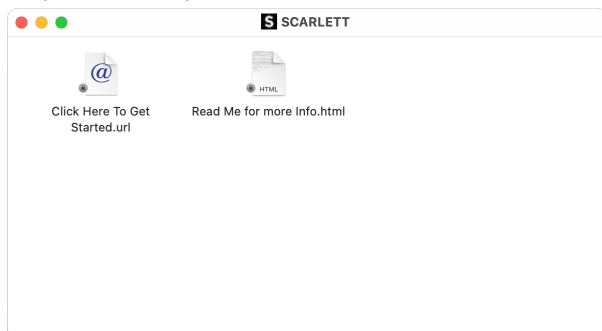 S SCARLETT
@
HTML
Click Here To Get
Started.url
Read Me for more Info.html